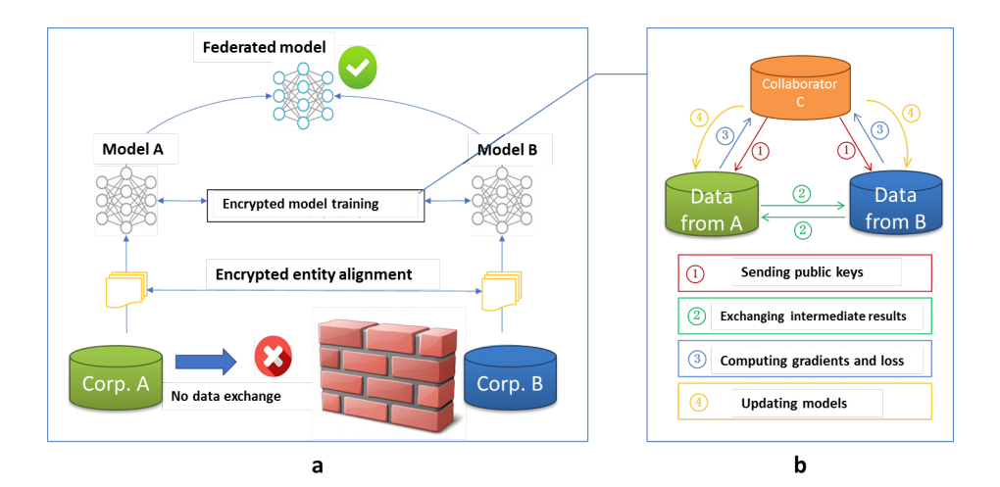 Federated model
Model A
Model B
Encrypted model training
Encrypted entity alignment
Corp. A
No data exchange
Corp. B
a
Collaborator
C
4
3
1
1
3
4
Data
from A
2
2
Data
from B
1 Sending public keys
2 Exchanging intermediate results
3 Computing gradients and loss
4 Updating models
b